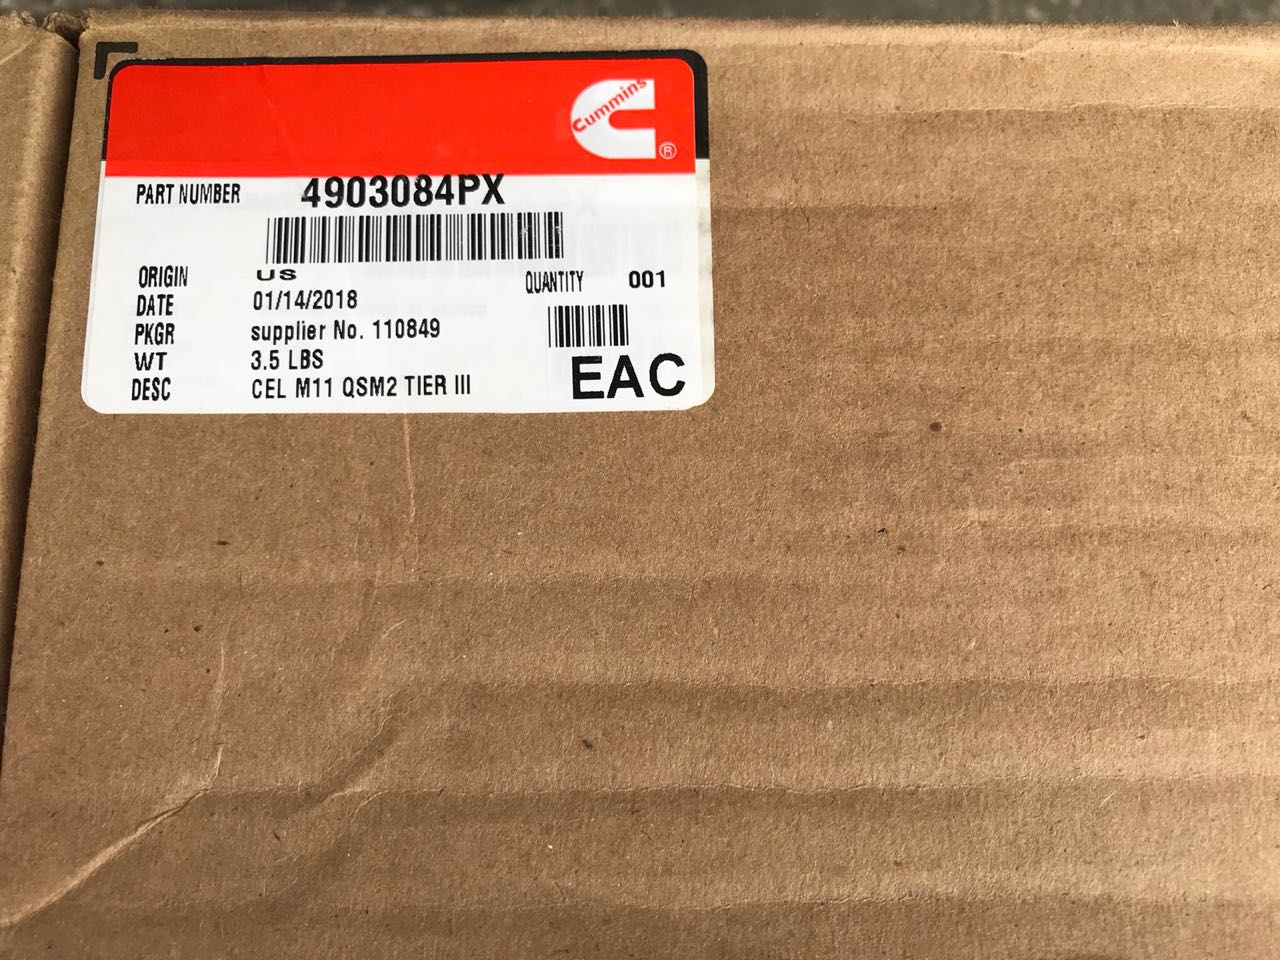 Cummins
®
PART NUMBER 4903084PX
ORIGIN US QUANTITY 001
DATE 01/14/2018
PKGR supplier No. 110849
WT 3.5 LBS
DESC CEL M11 QSM2 TIER III
EAC